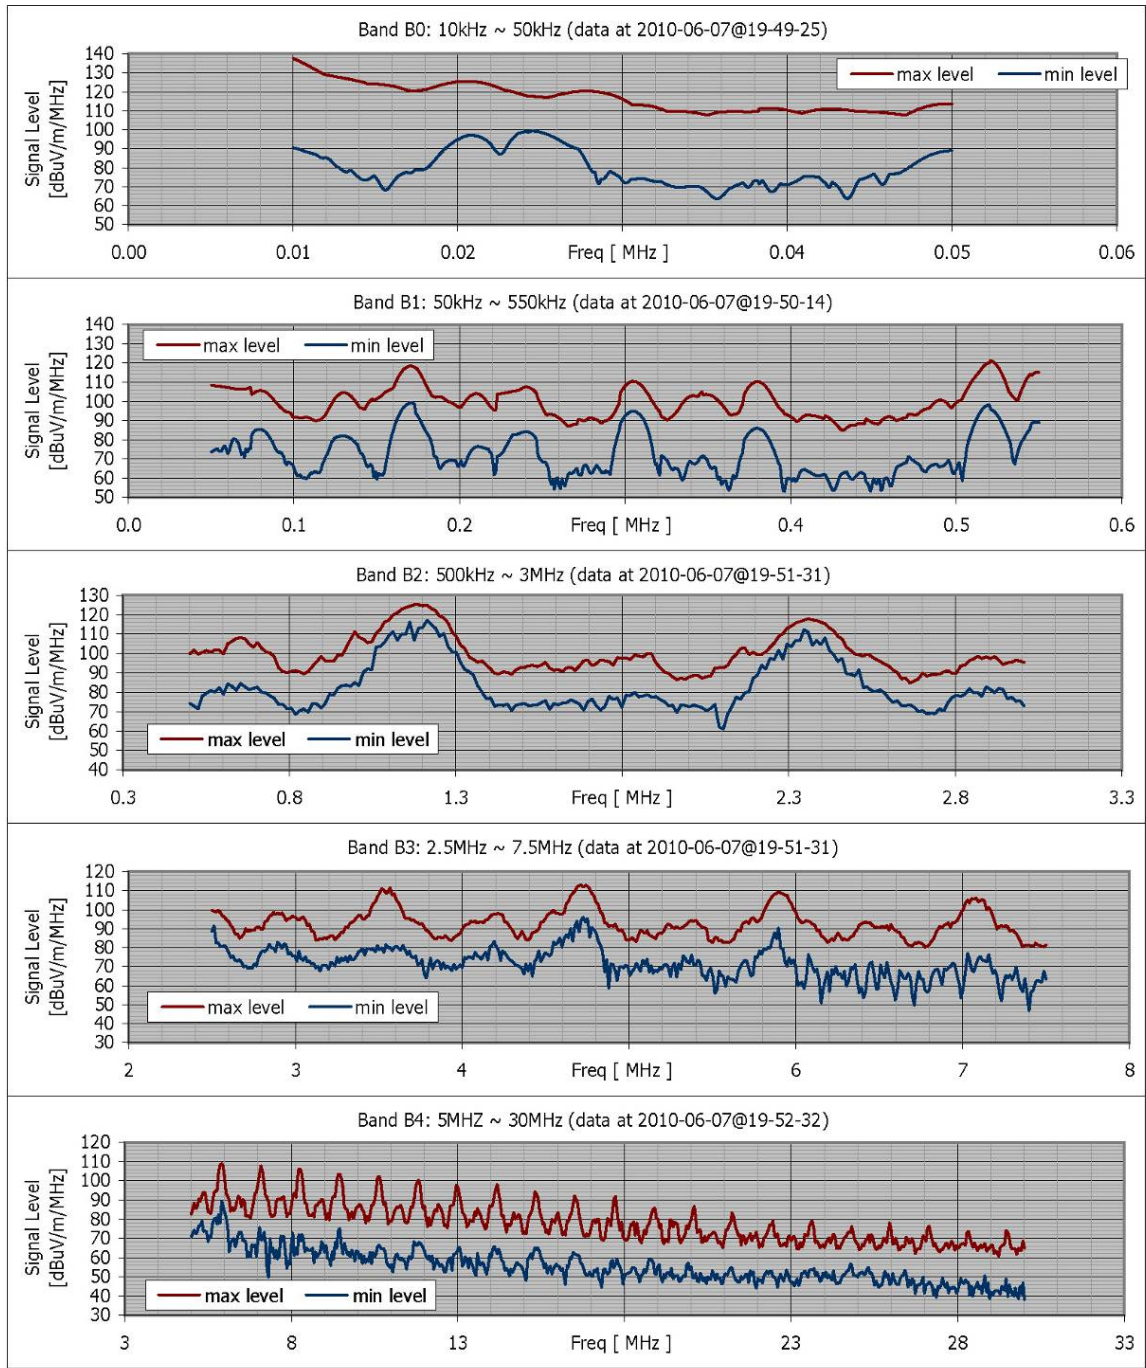 Band B0: 10kHz ~ 50kHz (data at 2010-06-07@19-49-25)
Signal Level
[dBuV/m/MHz]
140
130
120
110
100
90
80
70
60
50
max level
min level
0.00
0.01
0.02
Freq [ MHz ]
0.04
0.05
0.06
Band B1: 50kHz ~ 550kHz (data at 2010-06-07@19-50-14)
Signal Level
[dBuV/m/MHz]
140
130
120
110
100
90
80
70
60
50
max level
min level
0.0
0.1
0.2
Freq [ MHz ]
0.4
0.5
0.6
Band B2: 500kHz ~ 3MHz (data at 2010-06-07@19-51-31)
Signal Level
[dBuV/m/MHz]
130
120
110
100
90
80
70
60
50
40
max level
min level
0.3
0.8
1.3
Freq [ MHz ]
2.3
2.8
3.3
Band B3: 2.5MHz ~ 7.5MHz (data at 2010-06-07@19-51-31)
Signal Level
[dBuV/m/MHz]
120
110
100
90
80
70
60
50
40
30
max level
min level
2
3
4
Freq [ MHz ]
6
7
8
Band B4: 5MHZ ~ 30MHz (data at 2010-06-07@19-52-32)
Signal Level
[dBuV/m/MHz]
120
110
100
90
80
70
60
50
40
30
max level
min level
3
8
13
Freq [ MHz ]
23
28
33